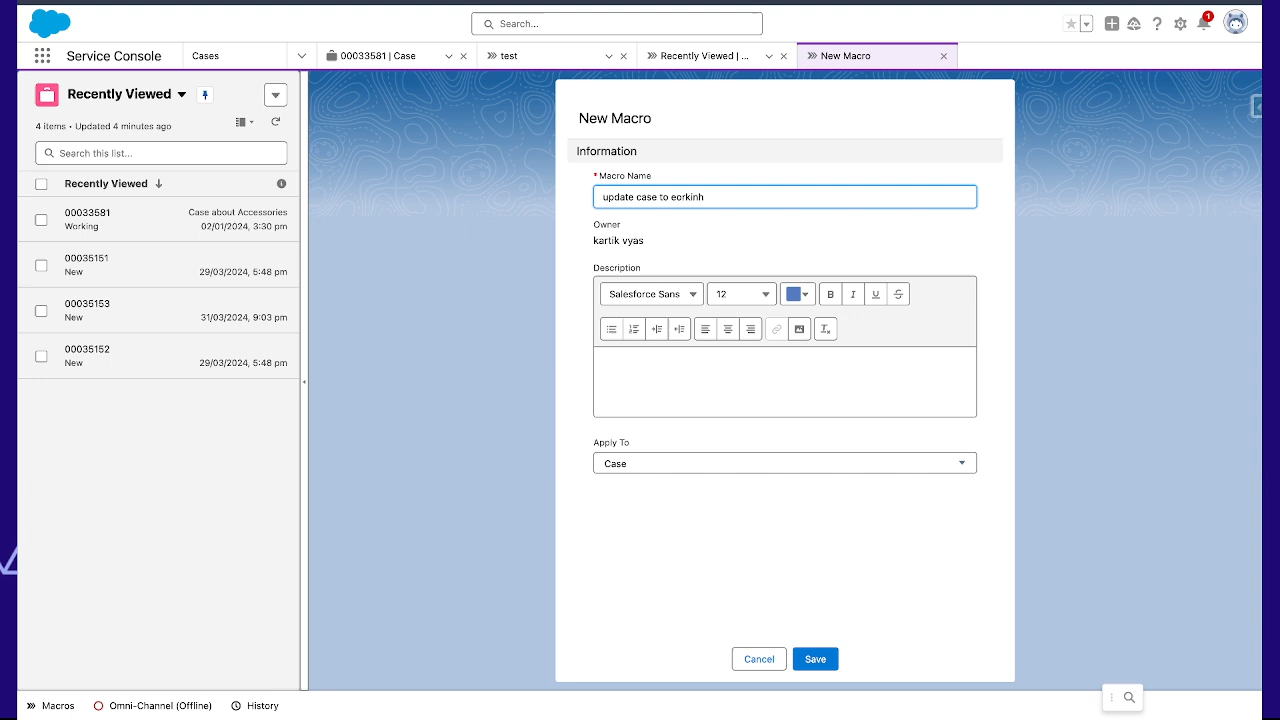 Search...
1
Service Console
Cases
00033581 | Case
test
Recently Viewed | ...
New Macro
Recently Viewed
4 items • Updated 4 minutes ago
Search this list...
Recently Viewed
00033581
Case about Accessories
Working
02/01/2024, 3:30 pm
00035151
New
29/03/2024, 5:48 pm
00035153
New
31/03/2024, 9:03 pm
00035152
New
29/03/2024, 5:48 pm
New Macro
Information
* Macro Name
update case to eorkinh
Owner
kartik vyas
Description
Salesforce Sans
12
B I U S
Apply To
Case
Cancel
Save
Macros
Omni-Channel (Offline)
History